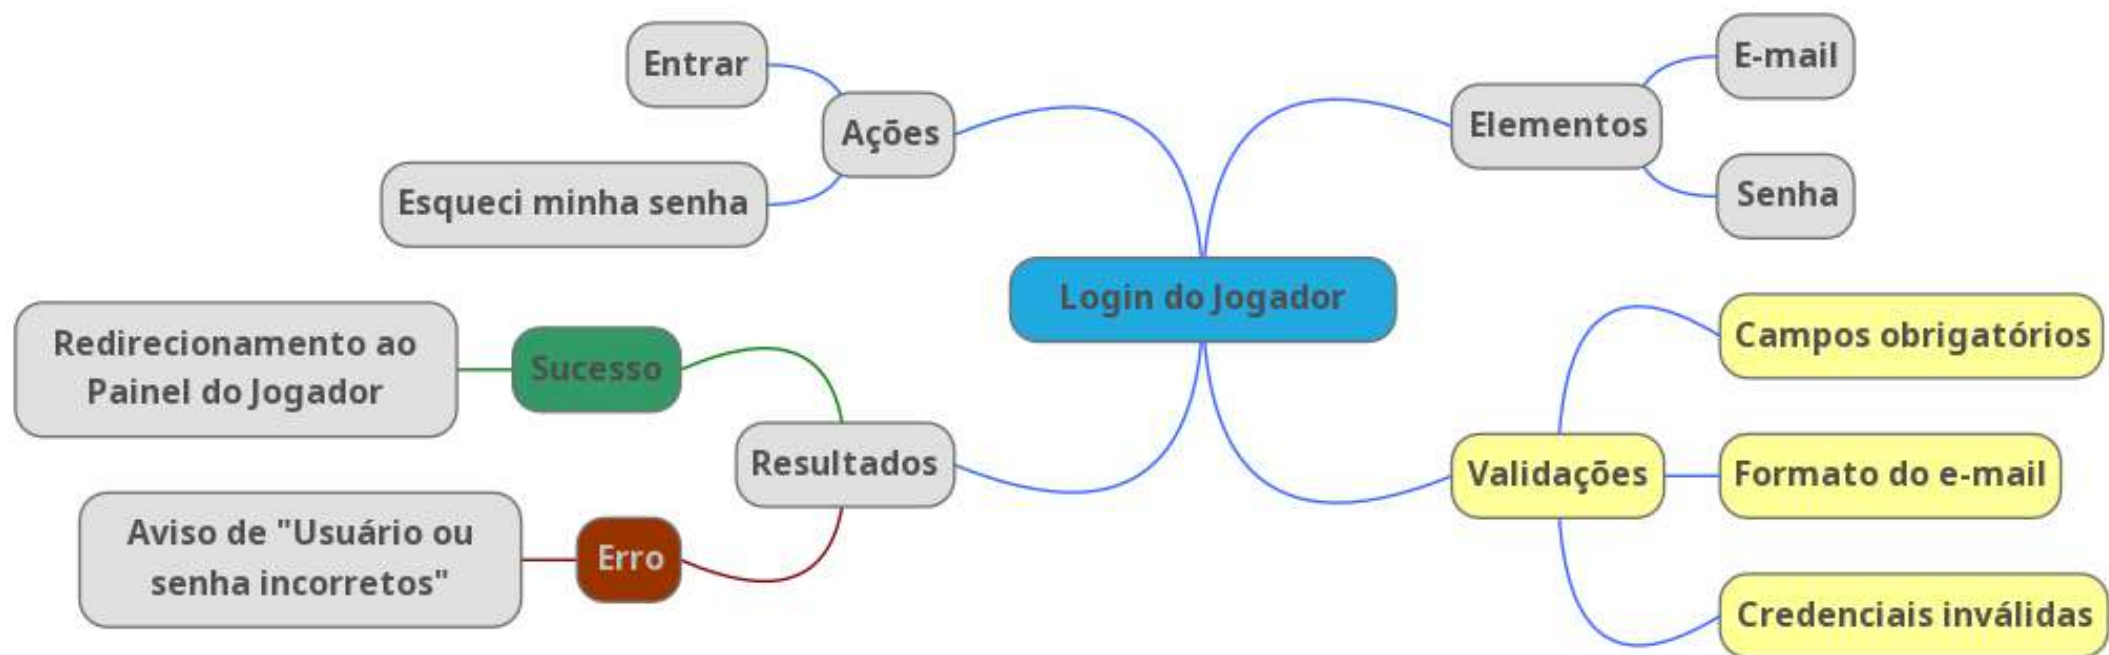 Entrar
Ações
Esqueci minha senha
E-mail
Elementos
Senha
Login do Jogador
Redirecionamento ao
Painel do Jogador
Sucesso
Resultados
Aviso de "Usuário ou
senha incorretos"
Erro
Campos obrigatórios
Validações
Formato do e-mail
Credenciais inválidas